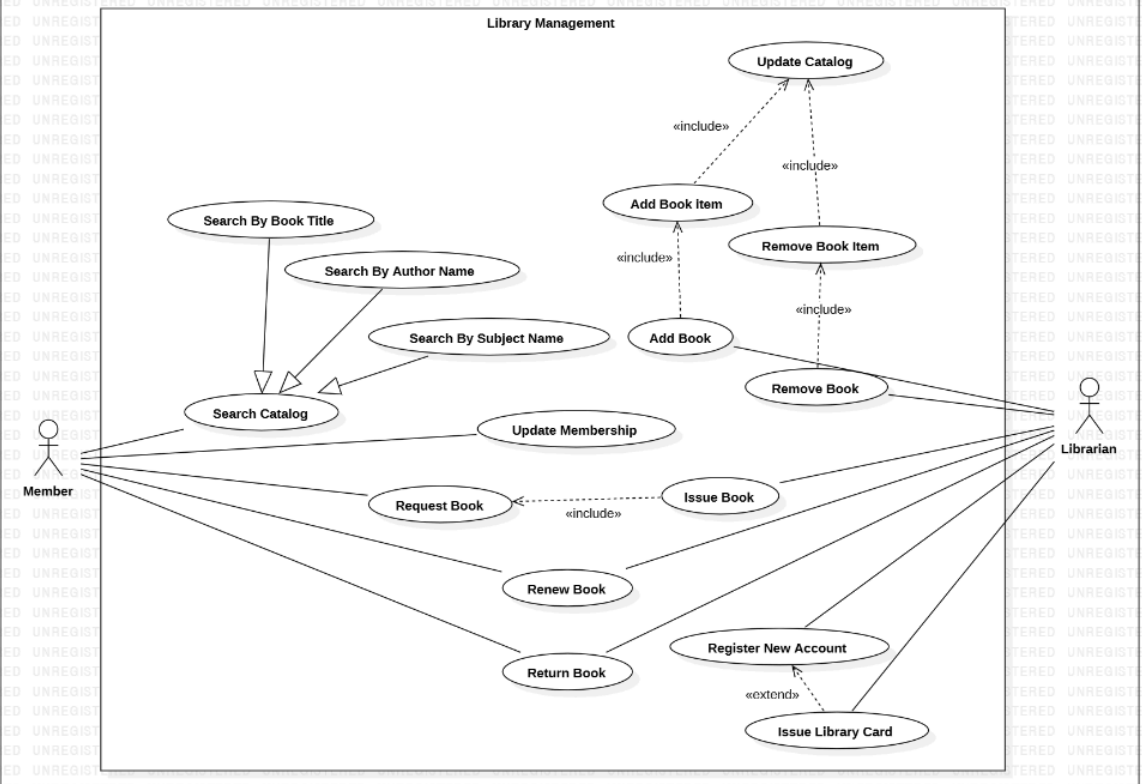 Library Management
Update Catalog
«include»
«include»
Add Book Item
Search By Book Title
Remove Book Item
«include»
Search By Author Name
«include»
Search By Subject Name
Add Book
Remove Book
Search Catalog
Update Membership
Librarian
Member
Request Book
Issue Book
«include»
Renew Book
Register New Account
Return Book
«extend»
Issue Library Card
UNREGISTERED